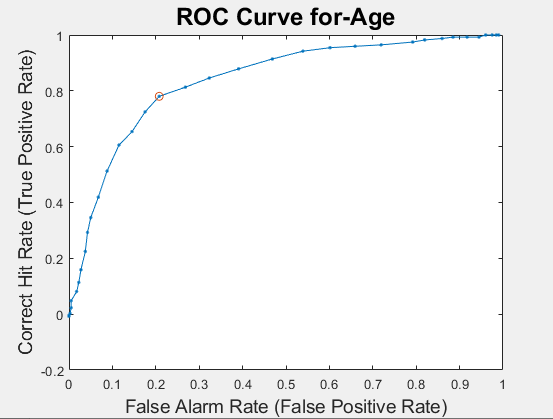 ROC Curve for-Age
Correct Hit Rate (True Positive Rate)
1
0.8
0.6
0.4
0.2
0
-0.2
0 0.1 0.2 0.3 0.4 0.5 0.6 0.7 0.8 0.9 1
False Alarm Rate (False Positive Rate)